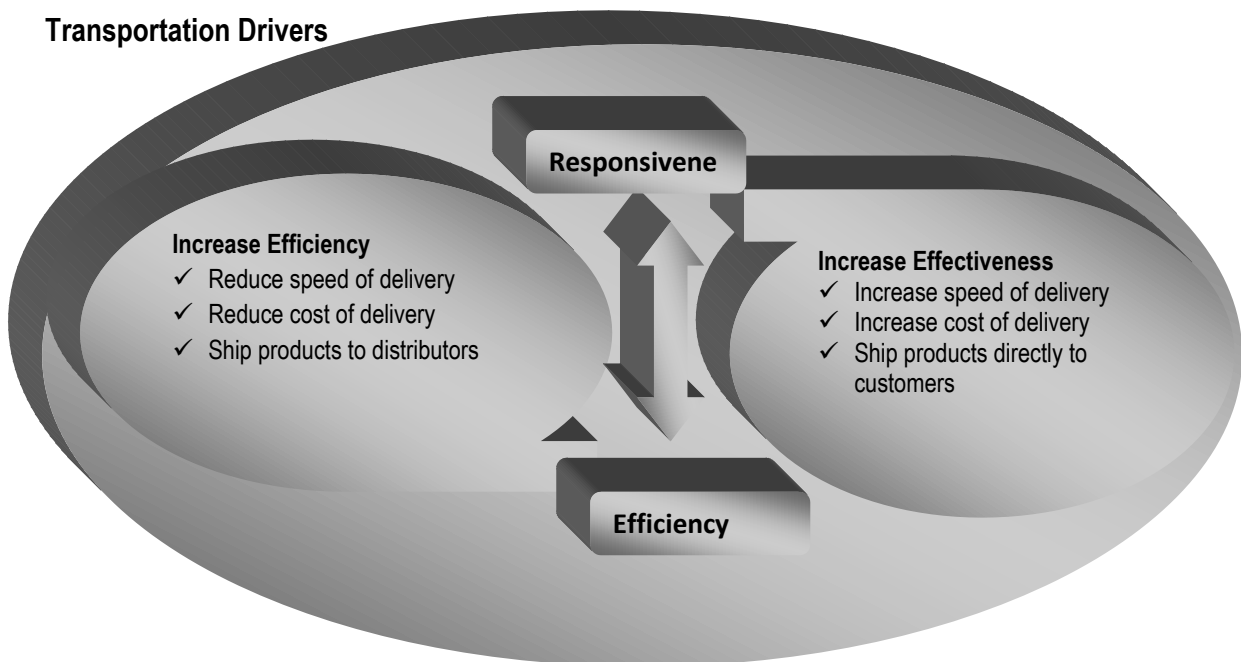 Transportation Drivers
Responsivene
Increase Efficiency
✓ Reduce speed of delivery
✓ Reduce cost of delivery
✓ Ship products to distributors
Increase Effectiveness
✓ Increase speed of delivery
✓ Increase cost of delivery
✓ Ship products directly to
customers
Efficiency